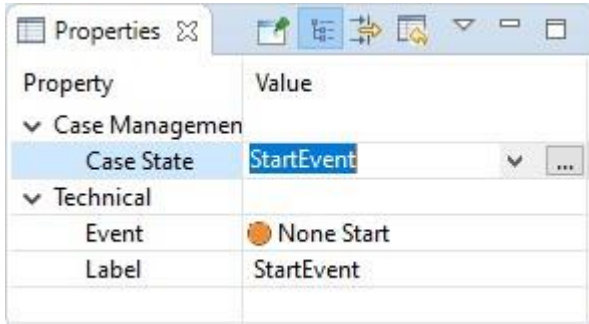 Properties
Property Value
Case Managemen
Case State StartEvent ...
Technical
Event None Start
Label StartEvent